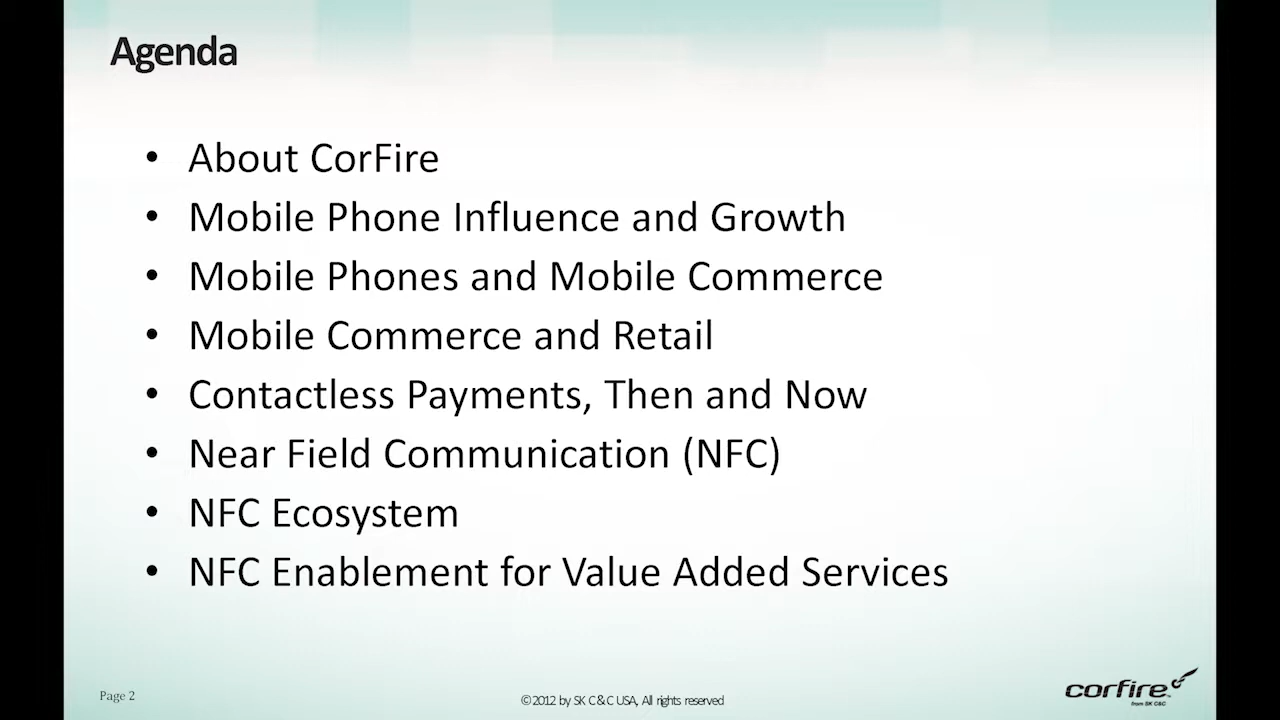 Agenda
• About CorFire
• Mobile Phone Influence and Growth
• Mobile Phones and Mobile Commerce
• Mobile Commerce and Retail
• Contactless Payments, Then and Now
• Near Field Communication (NFC)
• NFC Ecosystem
• NFC Enablement for Value Added Services
Page 2
©2012 by SK C&C USA, All rights reserved
corfire
from SK C&C